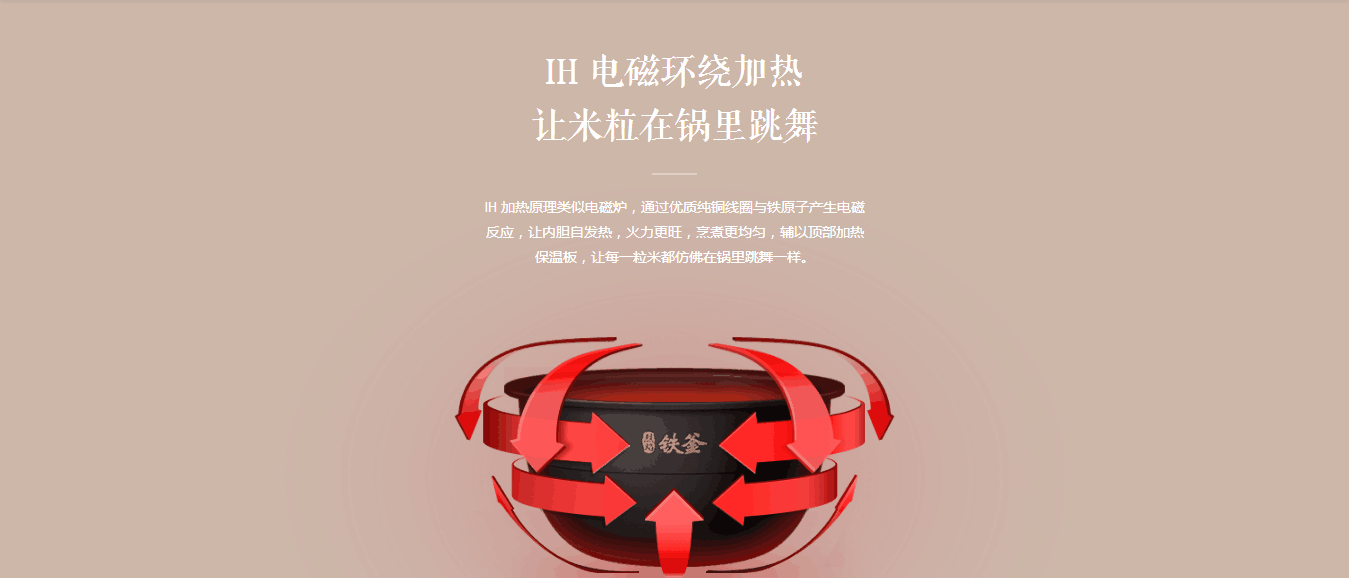 IH 电磁环绕加热
让米粒在锅里跳舞
IH 加热原理类似电磁炉，通过优质纯铜线圈与铁原子产生电磁
反应，让内胆自发热，火力更旺，烹煮更均匀，辅以顶部加热
保温板，让每一粒米都仿佛在锅里跳舞一样。
铁釜